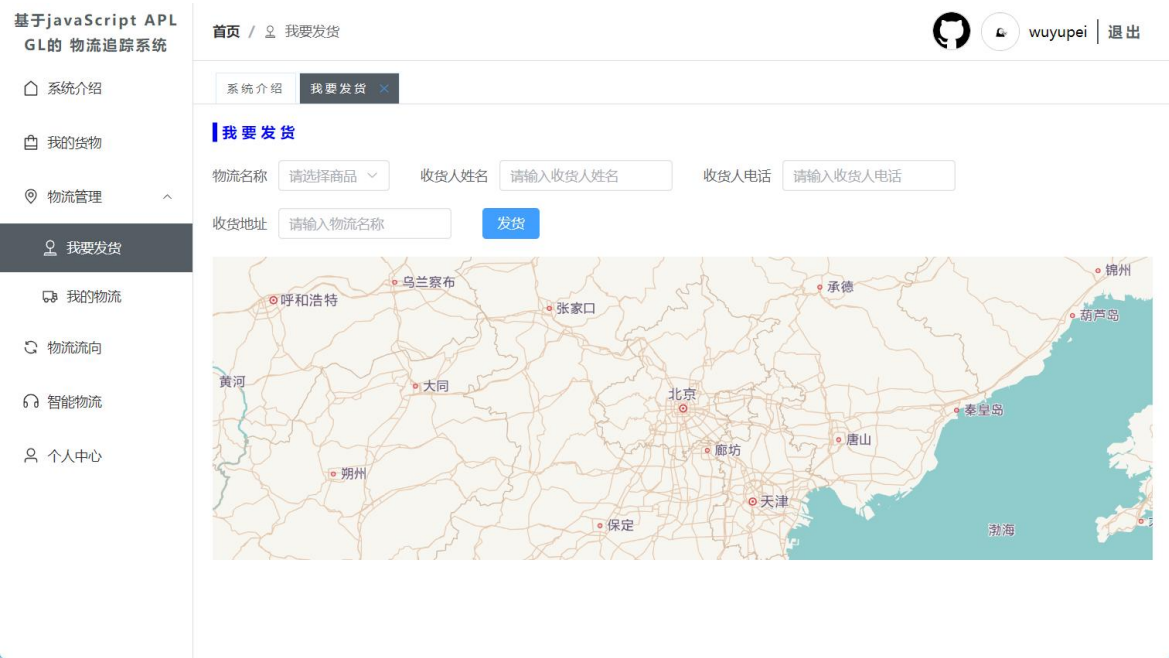 基于javaScript APL
GL的 物流追踪系统
系统介绍
我的货物
物流管理
我要发货
我的物流
物流流向
智能物流
个人中心
首页 / 我要发货
wuyupei 退出
系统介绍 我要发货
我要发货
物流名称 请选择商品 收货人姓名 请输入收货人姓名 收货人电话 请输入收货人电话
收货地址 请输入物流名称 发货
锦州
乌兰察布
承德
呼和浩特
张家口
葫芦岛
黄河
大同
北京
秦皇岛
唐山
廊坊
朔州
天津
保定
渤海